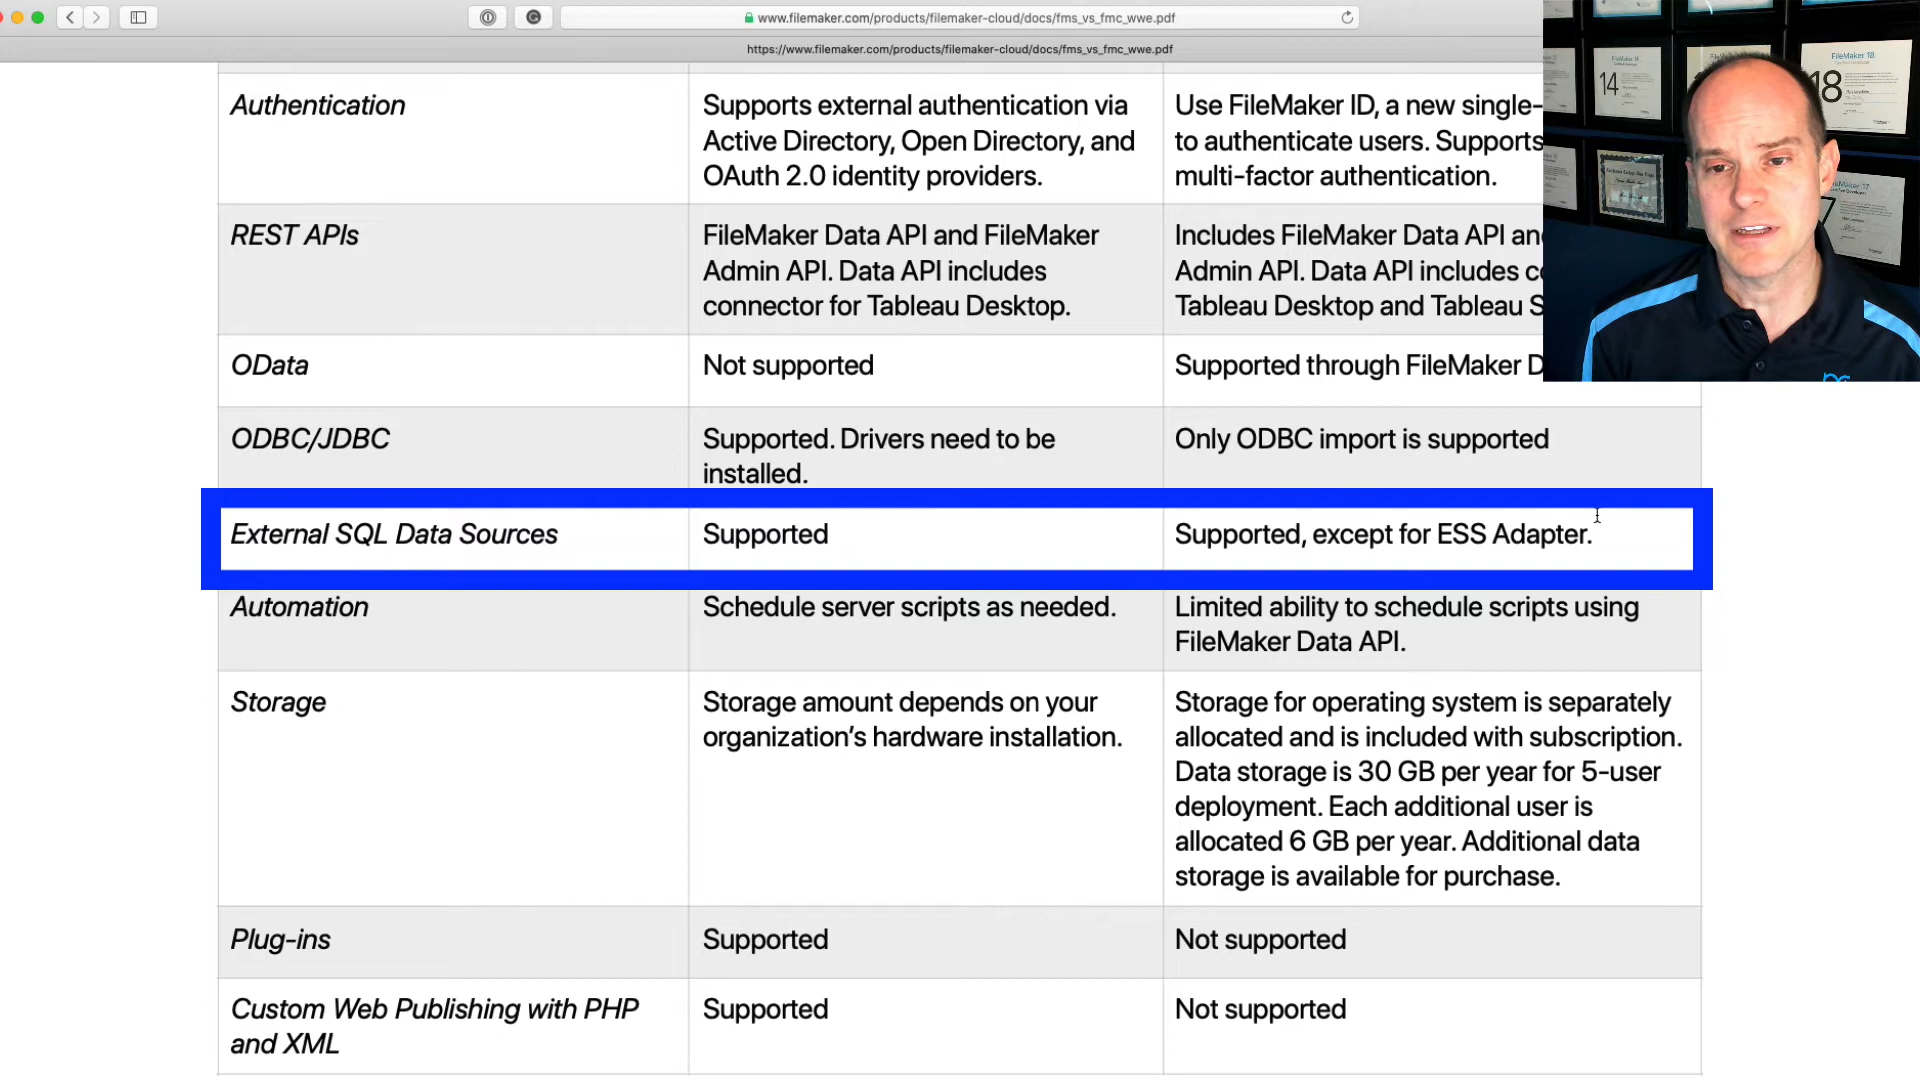 www.filemaker.com/products/filemaker-cloud/docs/fms_vs_fmc_wwe.pdf
https://www.filemaker.com/products/filemaker-cloud/docs/fms_vs_fmc_wwe.pdf
Authentication
Supports external authentication via
Active Directory, Open Directory, and
OAuth 2.0 identity providers.
Use FileMaker ID, a new single-
to authenticate users. Supports
multi-factor authentication.
REST APIs
FileMaker Data API and FileMaker
Admin API. Data API includes
connector for Tableau Desktop.
Includes FileMaker Data API
Admin API. Data API includes
Tableau Desktop and Tableau
OData
Not supported
Supported through FileMaker
ODBC/JDBC
Supported. Drivers need to be
installed.
Only ODBC import is supported
External SQL Data Sources
Supported
Supported, except for ESS Adapter.
Automation
Schedule server scripts as needed.
Limited ability to schedule scripts using
FileMaker Data API.
Storage
Storage amount depends on your
organization’s hardware installation.
Storage for operating system is separately
allocated and is included with subscription.
Data storage is 30 GB per year for 5-user
deployment. Each additional user is
allocated 6 GB per year. Additional data
storage is available for purchase.
Plug-ins
Supported
Not supported
Custom Web Publishing with PHP
and XML
Supported
Not supported
FileMaker 14
14
FileMaker 18
18
FileMaker 17